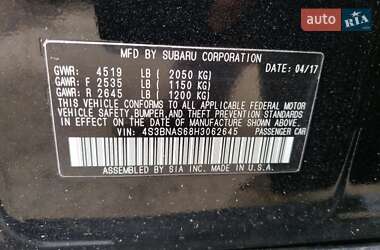 auto RIA
MFD BY SUBARU CORPORATION
DATE: 04/17
GVWR: 4519 LB ( 2050 KG)
GAWR: F 2535 LB ( 1150 KG)
GAWR: R 2645 LB ( 1200 KG)
THIS VEHICLE CONFORMS TO ALL APPLICABLE FEDERAL MOTOR
VEHICLE SAFETY, BUMPER, AND THEFT PREVENTION STANDARDS
IN EFFECT ON THE DATE OF MANUFACTURE SHOWN ABOVE.
VIN: 4S3BNAS68H3062645 PASSENGER CAR
ASSEMBLED BY SIA INC. MADE IN U.S.A.